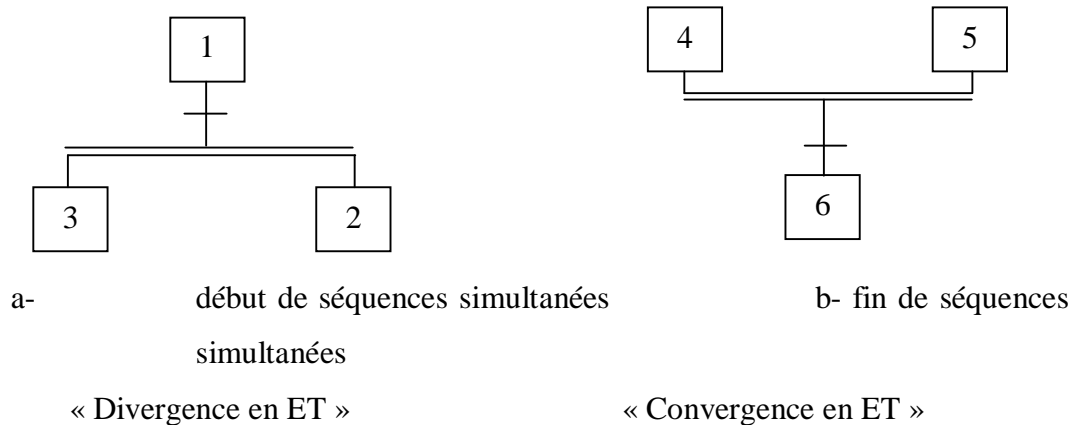 1
4 5
3 2
6
a- début de séquences simultanées b- fin de séquences
simultanées
« Divergence en ET » « Convergence en ET »